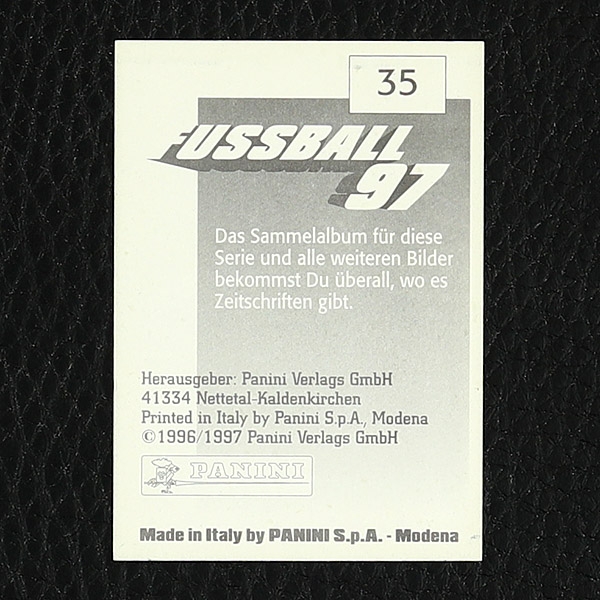 35
FUSSBALL
97
Das Sammelalbum für diese
Serie und alle weiteren Bilder
bekommst Du überall, wo es
Zeitschriften gibt.
Herausgeber: Panini Verlags GmbH
41334 Nettetal-Kaldenkirchen
Printed in Italy by Panini S.p.A., Modena
©1996/1997 Panini Verlags GmbH
PANINI
Made in Italy by PANINI S.p.A. - Modena